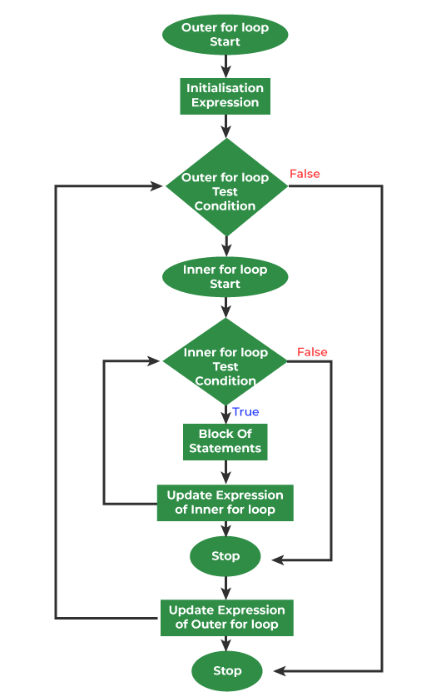 Outer for loop
Start
Initialisation
Expression
False
Outer for loop
Test
Condition
Inner for loop
Start
False
Inner for loop
Test
Condition
True
Block Of
Statements
Update Expression
of Inner for loop
Stop
Update Expression
of Outer for loop
Stop